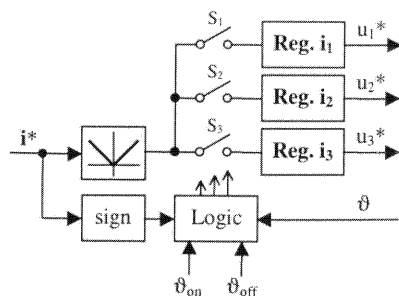 S₁
Reg. i₁
u₁*
S₂
Reg. i₂
u₂*
S₃
Reg. i₃
u₃*
i*
sign
Logic
ϑ
ϑon
ϑoff